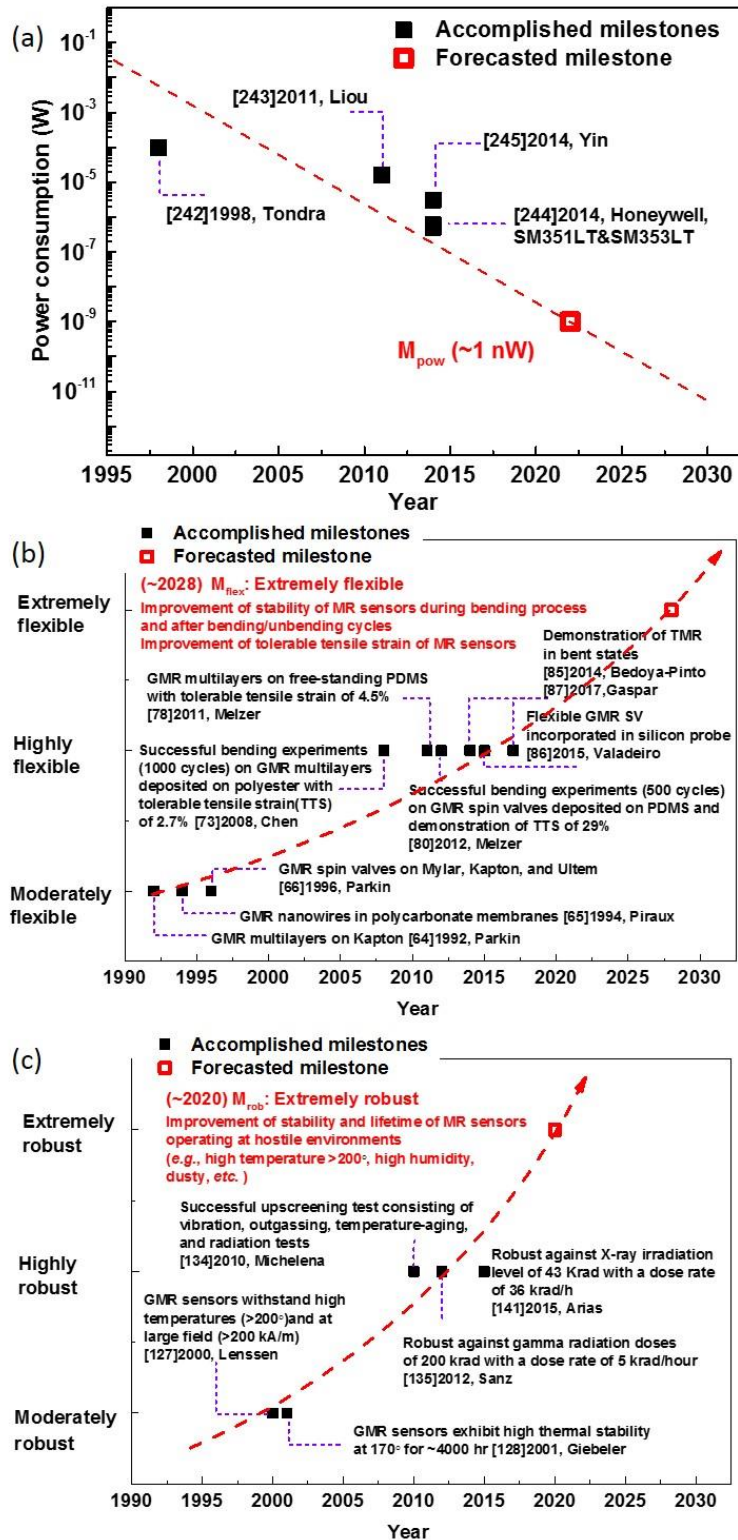 (a)
Accomplished milestones
Forecasted milestone
Power consumption (W)
10^-1
10^-3
10^-5
10^-7
10^-9
10^-11
[243]2011, Liou
[245]2014, Yin
[242]1998, Tondra
[244]2014, Honeywell,
SM351LT&SM353LT
M_pow (~1 nW)
1995 2000 2005 2010 2015 2020 2025 2030
Year
(b)
Accomplished milestones
Forecasted milestone
(~2028) M_flex: Extremely flexible
Improvement of stability of MR sensors during bending process
and after bending/unbending cycles
Improvement of tolerable tensile strain of MR sensors
Extremely
flexible
Highly
flexible
Moderately
flexible
Demonstration of TMR
in bent states
[85]2014, Bedoya-Pinto
[87]2017,Gaspar
GMR multilayers on free-standing PDMS
with tolerable tensile strain of 4.5%
[78]2011, Melzer
Flexible GMR SV
incorporated in silicon probe
[86]2015, Valadeiro
Successful bending experiments
(1000 cycles) on GMR multilayers
deposited on polyester with
tolerable tensile strain(TTS)
of 2.7% [73]2008, Chen
Successful bending experiments (500 cycles)
on GMR spin valves deposited on PDMS and
demonstration of TTS of 29%
[80]2012, Melzer
GMR spin valves on Mylar, Kapton, and Ultem
[66]1996, Parkin
GMR nanowires in polycarbonate membranes [65]1994, Piraux
GMR multilayers on Kapton [64]1992, Parkin
1990 1995 2000 2005 2010 2015 2020 2025 2030
Year
(c)
Accomplished milestones
Forecasted milestone
(~2020) M_rob: Extremely robust
Improvement of stability and lifetime of MR sensors
operating at hostile environments
(e.g., high temperature >200°, high humidity,
dusty, etc. )
Extremely
robust
Highly
robust
Moderately
robust
Successful upscreening test consisting of
vibration, outgassing, temperature-aging,
and radiation tests
[134]2010, Michelena
Robust against X-ray irradiation
level of 43 Krad with a dose rate
of 36 krad/h
[141]2015, Arias
GMR sensors withstand high
temperatures (>200°)and at
large field (>200 kA/m)
[127]2000, Lenssen
Robust against gamma radiation doses
of 200 krad with a dose rate of 5 krad/hour
[135]2012, Sanz
GMR sensors exhibit high thermal stability
at 170° for ~4000 hr [128]2001, Giebeler
1990 1995 2000 2005 2010 2015 2020 2025 2030
Year